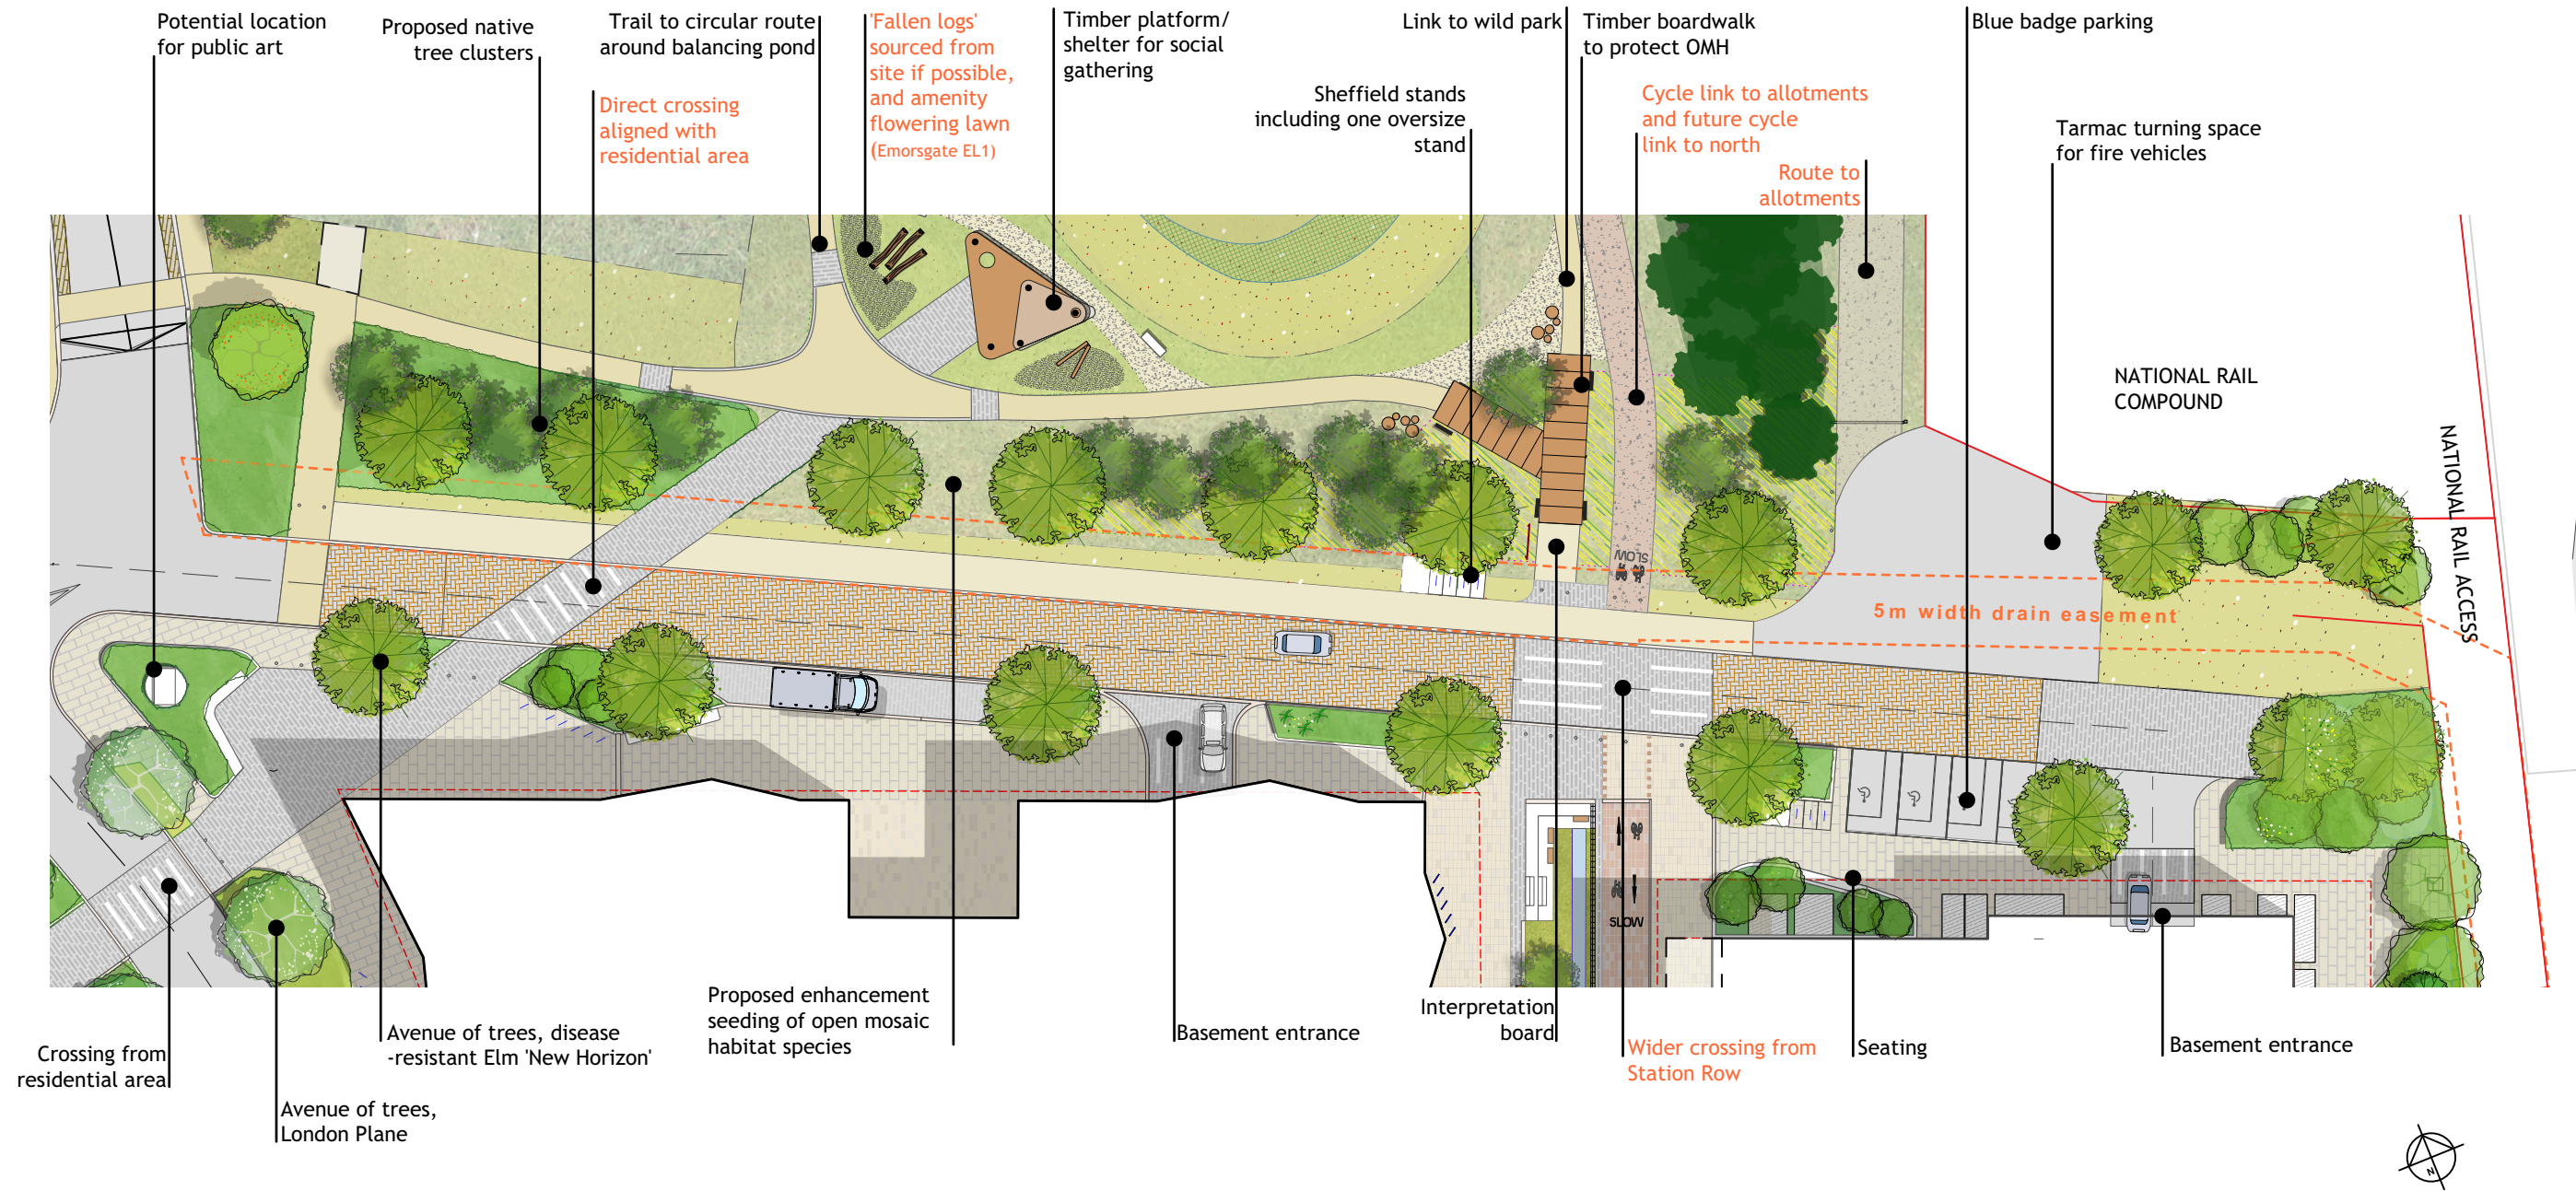 Potential location
for public art
Proposed native
tree clusters
Direct crossing
aligned with
residential area
Trail to circular route
around balancing pond
'Fallen logs'
sourced from
site if possible,
and amenity
flowering lawn
(Emorsgate EL1)
Timber platform/
shelter for social
gathering
Sheffield stands
including one oversize
stand
Link to wild park
Timber boardwalk
to protect OMH
Cycle link to allotments
and future cycle
link to north
Route to
allotments
Blue badge parking
Tarmac turning space
for fire vehicles
NATIONAL RAIL
COMPOUND
NATIONAL RAIL ACCESS
SLOW
5m width drain easement
SLOW
Crossing from
residential area
Avenue of trees,
London Plane
Avenue of trees, disease
-resistant Elm 'New Horizon'
Proposed enhancement
seeding of open mosaic
habitat species
Basement entrance
Interpretation
board
Wider crossing from
Station Row
Seating
Basement entrance
N